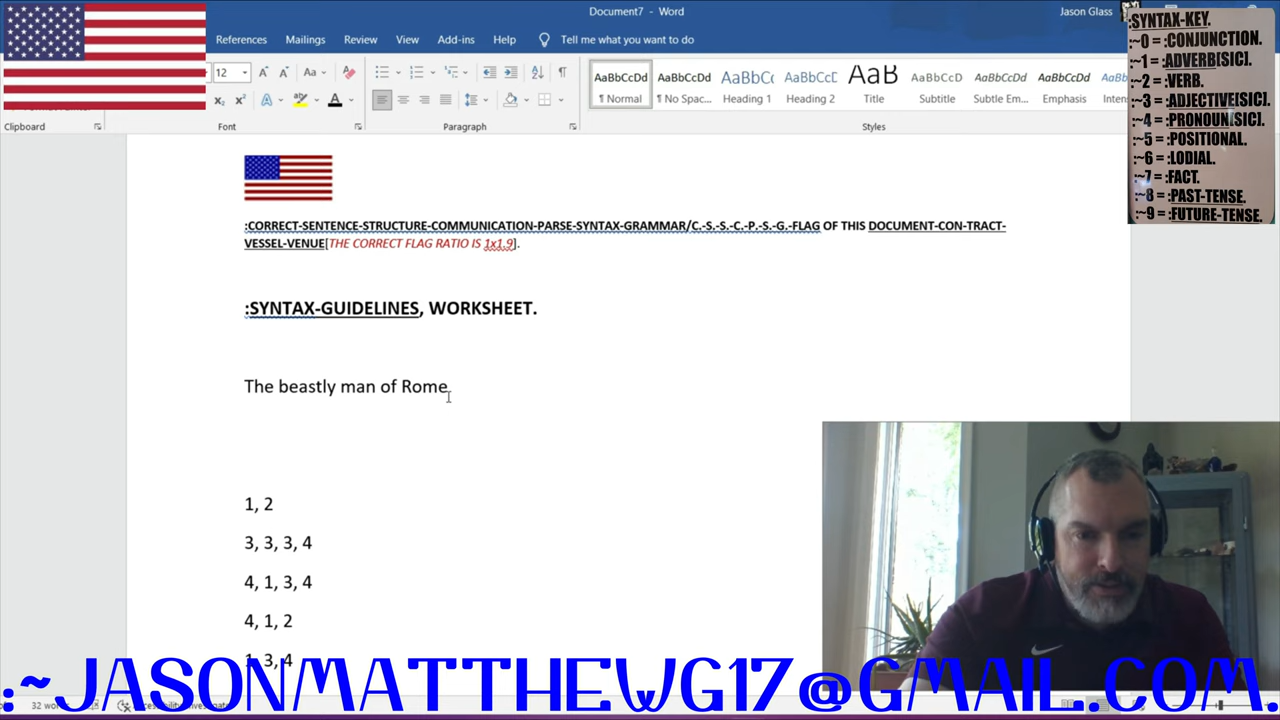 Document7 - Word
Jason Glass
References Mailings Review View Add-ins Help Tell me what you want to do
12 Aa
AaBbCcDd AaBbCcDd AaBbCc AaBbCcD AaB AaBbCcD AaBbCcDd AaBbCcDd
¶ Normal ¶ No Spac... Heading 1 Heading 2 Title Subtitle Subtle Em... Emphasis
Clipboard Font Paragraph Styles
:SYNTAX-KEY.
:~0 = :CONJUNCTION.
:~1 = :ADVERB[SIC].
:~2 = :VERB.
:~3 = :ADJECTIVE[SIC].
:~4 = :PRONOUN[SIC].
:~5 = :POSITIONAL.
:~6 = :LODIAL.
:~7 = :FACT.
:~8 = :PAST-TENSE.
:~9 = :FUTURE-TENSE.
:CORRECT-SENTENCE-STRUCTURE-COMMUNICATION-PARSE-SYNTAX-GRAMMAR/C.-S.-S.-C.-P.-S.-G.-FLAG OF THIS DOCUMENT-CON-TRACT-
VESSEL-VENUE[THE CORRECT FLAG RATIO IS 1x1.9].
:SYNTAX-GUIDELINES, WORKSHEET.
The beastly man of Rome
1, 2
3, 3, 3, 4
4, 1, 3, 4
4, 1, 2
1, 3, 4
:~JASONMATTHEWG17@GMAIL..COM.
32 words